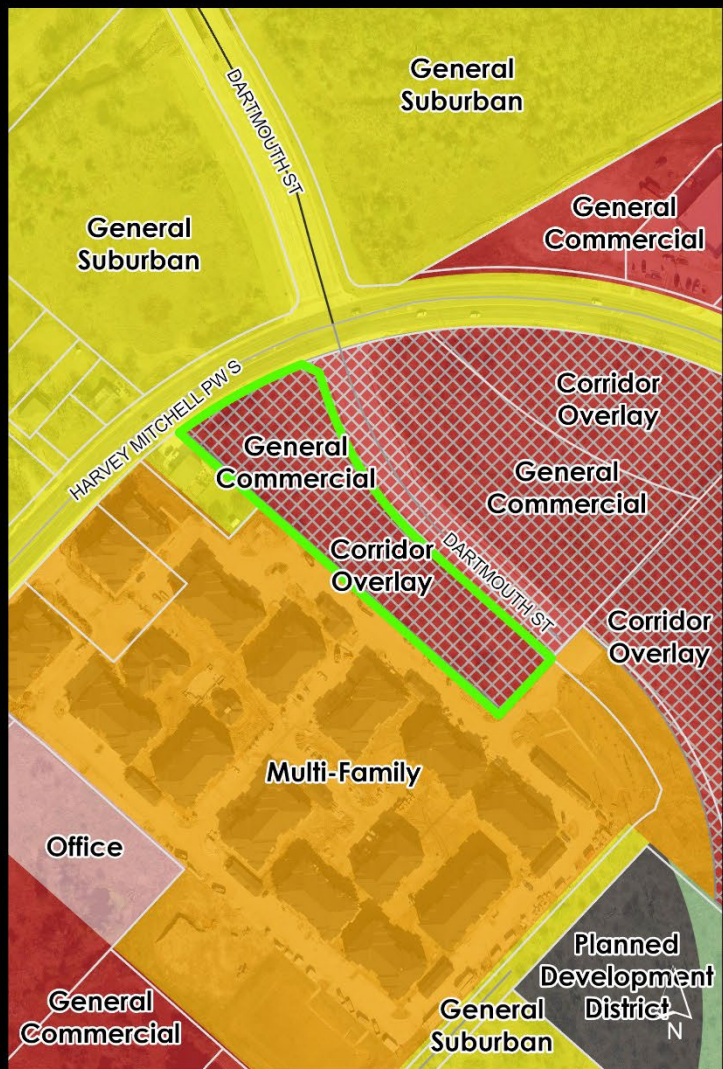 General
Suburban
DARTMOUTH ST
General
Commercial
General
Suburban
HARVEY MITCHELL PW S
Corridor
Overlay
General
Commercial
General
Commercial
Corridor
Overlay
DARTMOUTH ST
Corridor
Overlay
Multi-Family
Office
Planned
Development
District
General
Commercial
General
Suburban
N